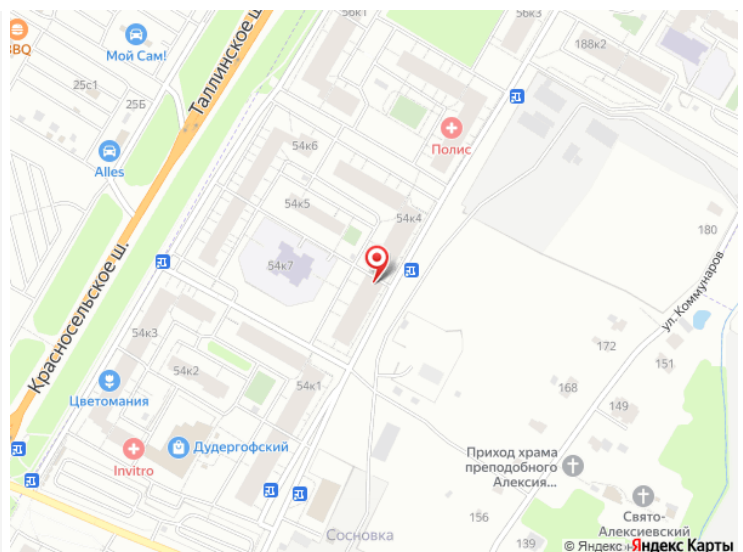 56к1
56к3
BBQ
Мой Сам!
188к2
25с1
25Б
Таллинское ш.
Полис
54к6
Alles
54к5
54к4
180
54к7
Красносельское ш.
ул. Коммунаров
54к3
172
151
54к2
54к1
168
149
Цветомания
Invitro
Дудергофский
Приход храма
преподобного
Алексия...
Свято-
Алексиевский
156
139
Сосновка
© Яндекс
Яндекс Карты